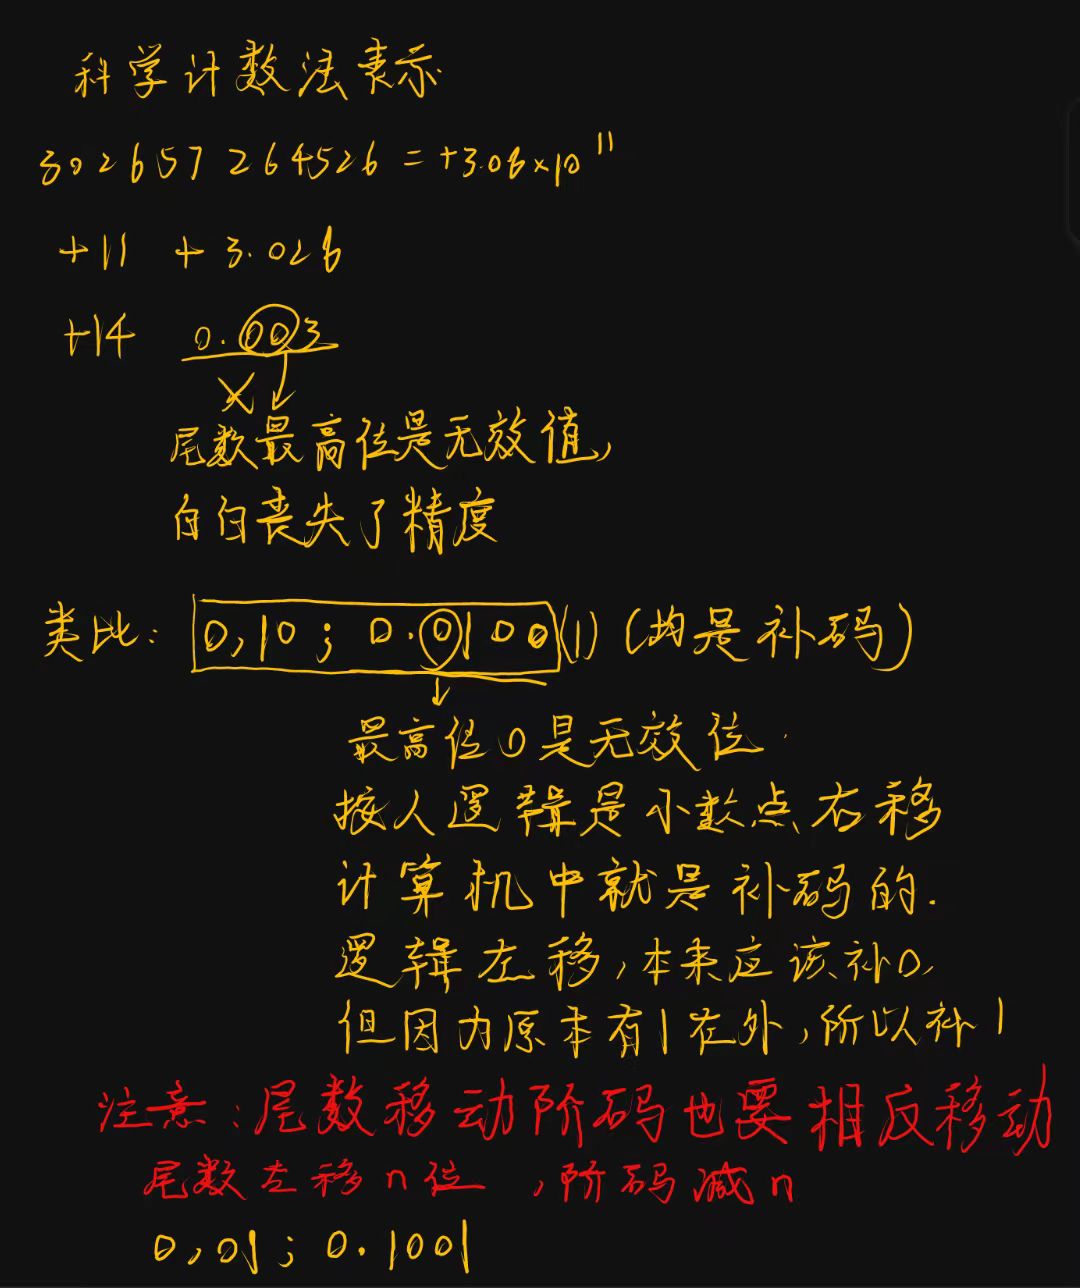 科学计数法表示
302657264526=+3.06×10¹¹
+11 +3.026
+14 0.003
尾数最高位是无效值,
白白丧失了精度
类比: 0,10; 0.0100(1) (均是补码)
最高位0是无效位.
按人逻辑是小数点右移
计算机中就是补码的.
逻辑左移,本来应该补0,
但因为原本有1在外,所以补1
注意:尾数移动阶码也要相反移动
尾数左移n位,阶码减n
0,01; 0.1001